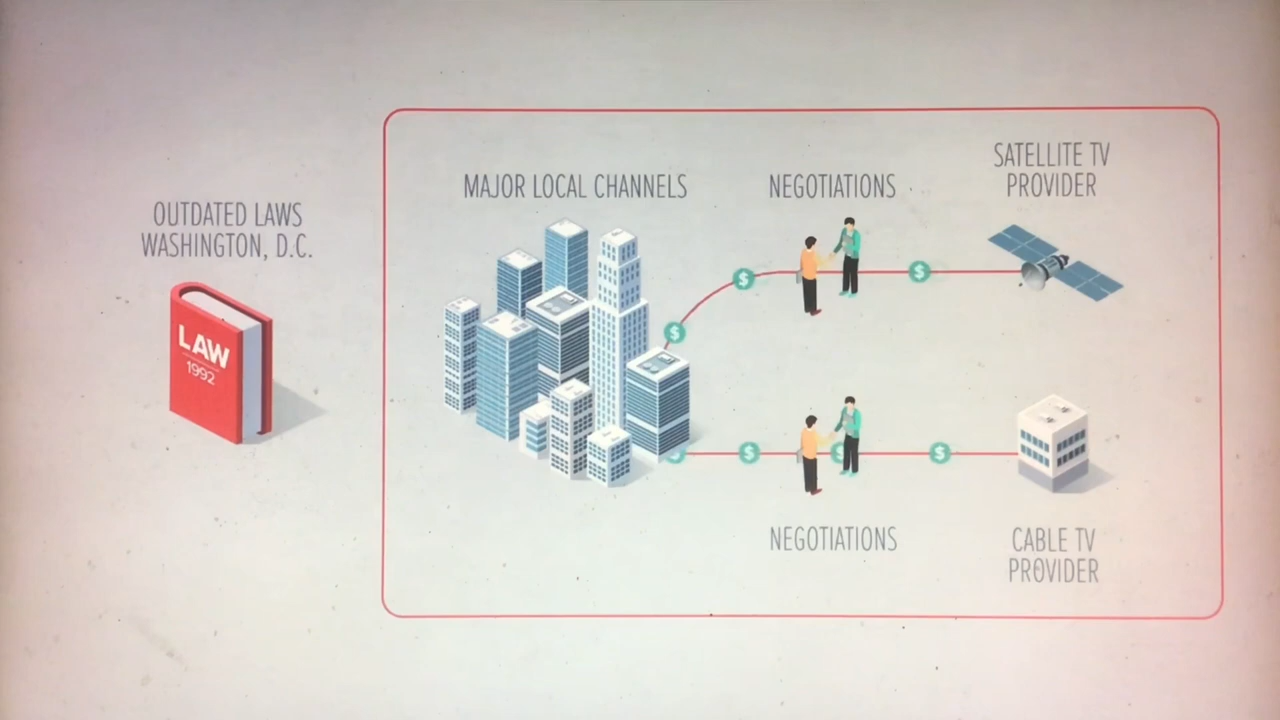 OUTDATED LAWS
WASHINGTON, D.C.
LAW
1992
MAJOR LOCAL CHANNELS
NEGOTIATIONS
SATELLITE TV
PROVIDER
$
$
$
NEGOTIATIONS
$
$
CABLE TV
PROVIDER